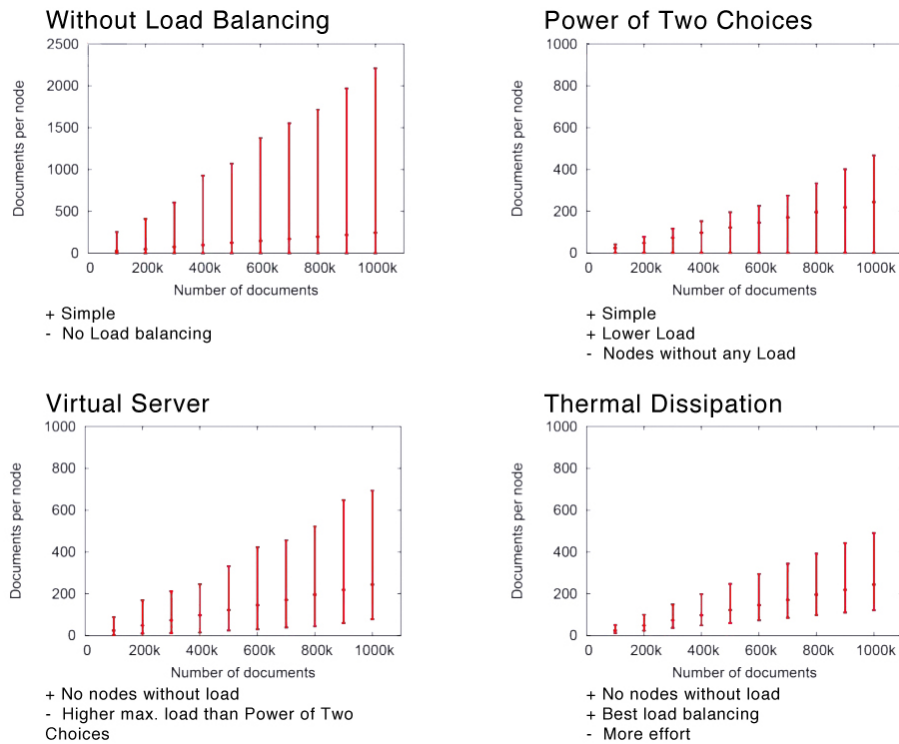 Without Load Balancing
2500
2000
1500
1000
500
0
Documents per node
0 200k 400k 600k 800k 1000k
Number of documents
+ Simple
- No Load balancing
Power of Two Choices
1000
800
600
400
200
0
Documents per node
0 200k 400k 600k 800k 1000k
Number of documents
+ Simple
+ Lower Load
- Nodes without any Load
Virtual Server
1000
800
600
400
200
0
Documents per node
0 200k 400k 600k 800k 1000k
Number of documents
+ No nodes without load
- Higher max. load than Power of Two
Choices
Thermal Dissipation
1000
800
600
400
200
0
Documents per node
0 200k 400k 600k 800k 1000k
Number of documents
+ No nodes without load
+ Best load balancing
- More effort